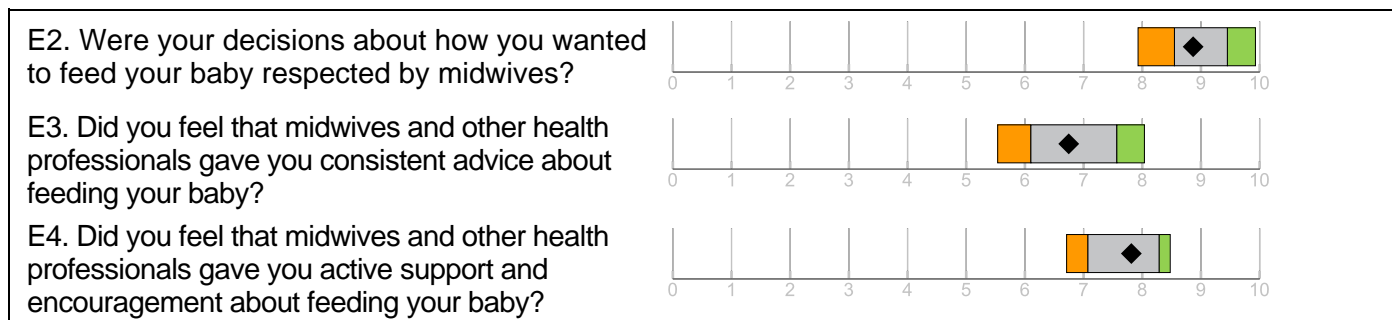 E2. Were your decisions about how you wanted
to feed your baby respected by midwives?
0 1 2 3 4 5 6 7 8 9 10
E3. Did you feel that midwives and other health
professionals gave you consistent advice about
feeding your baby?
0 1 2 3 4 5 6 7 8 9 10
E4. Did you feel that midwives and other health
professionals gave you active support and
encouragement about feeding your baby?
0 1 2 3 4 5 6 7 8 9 10